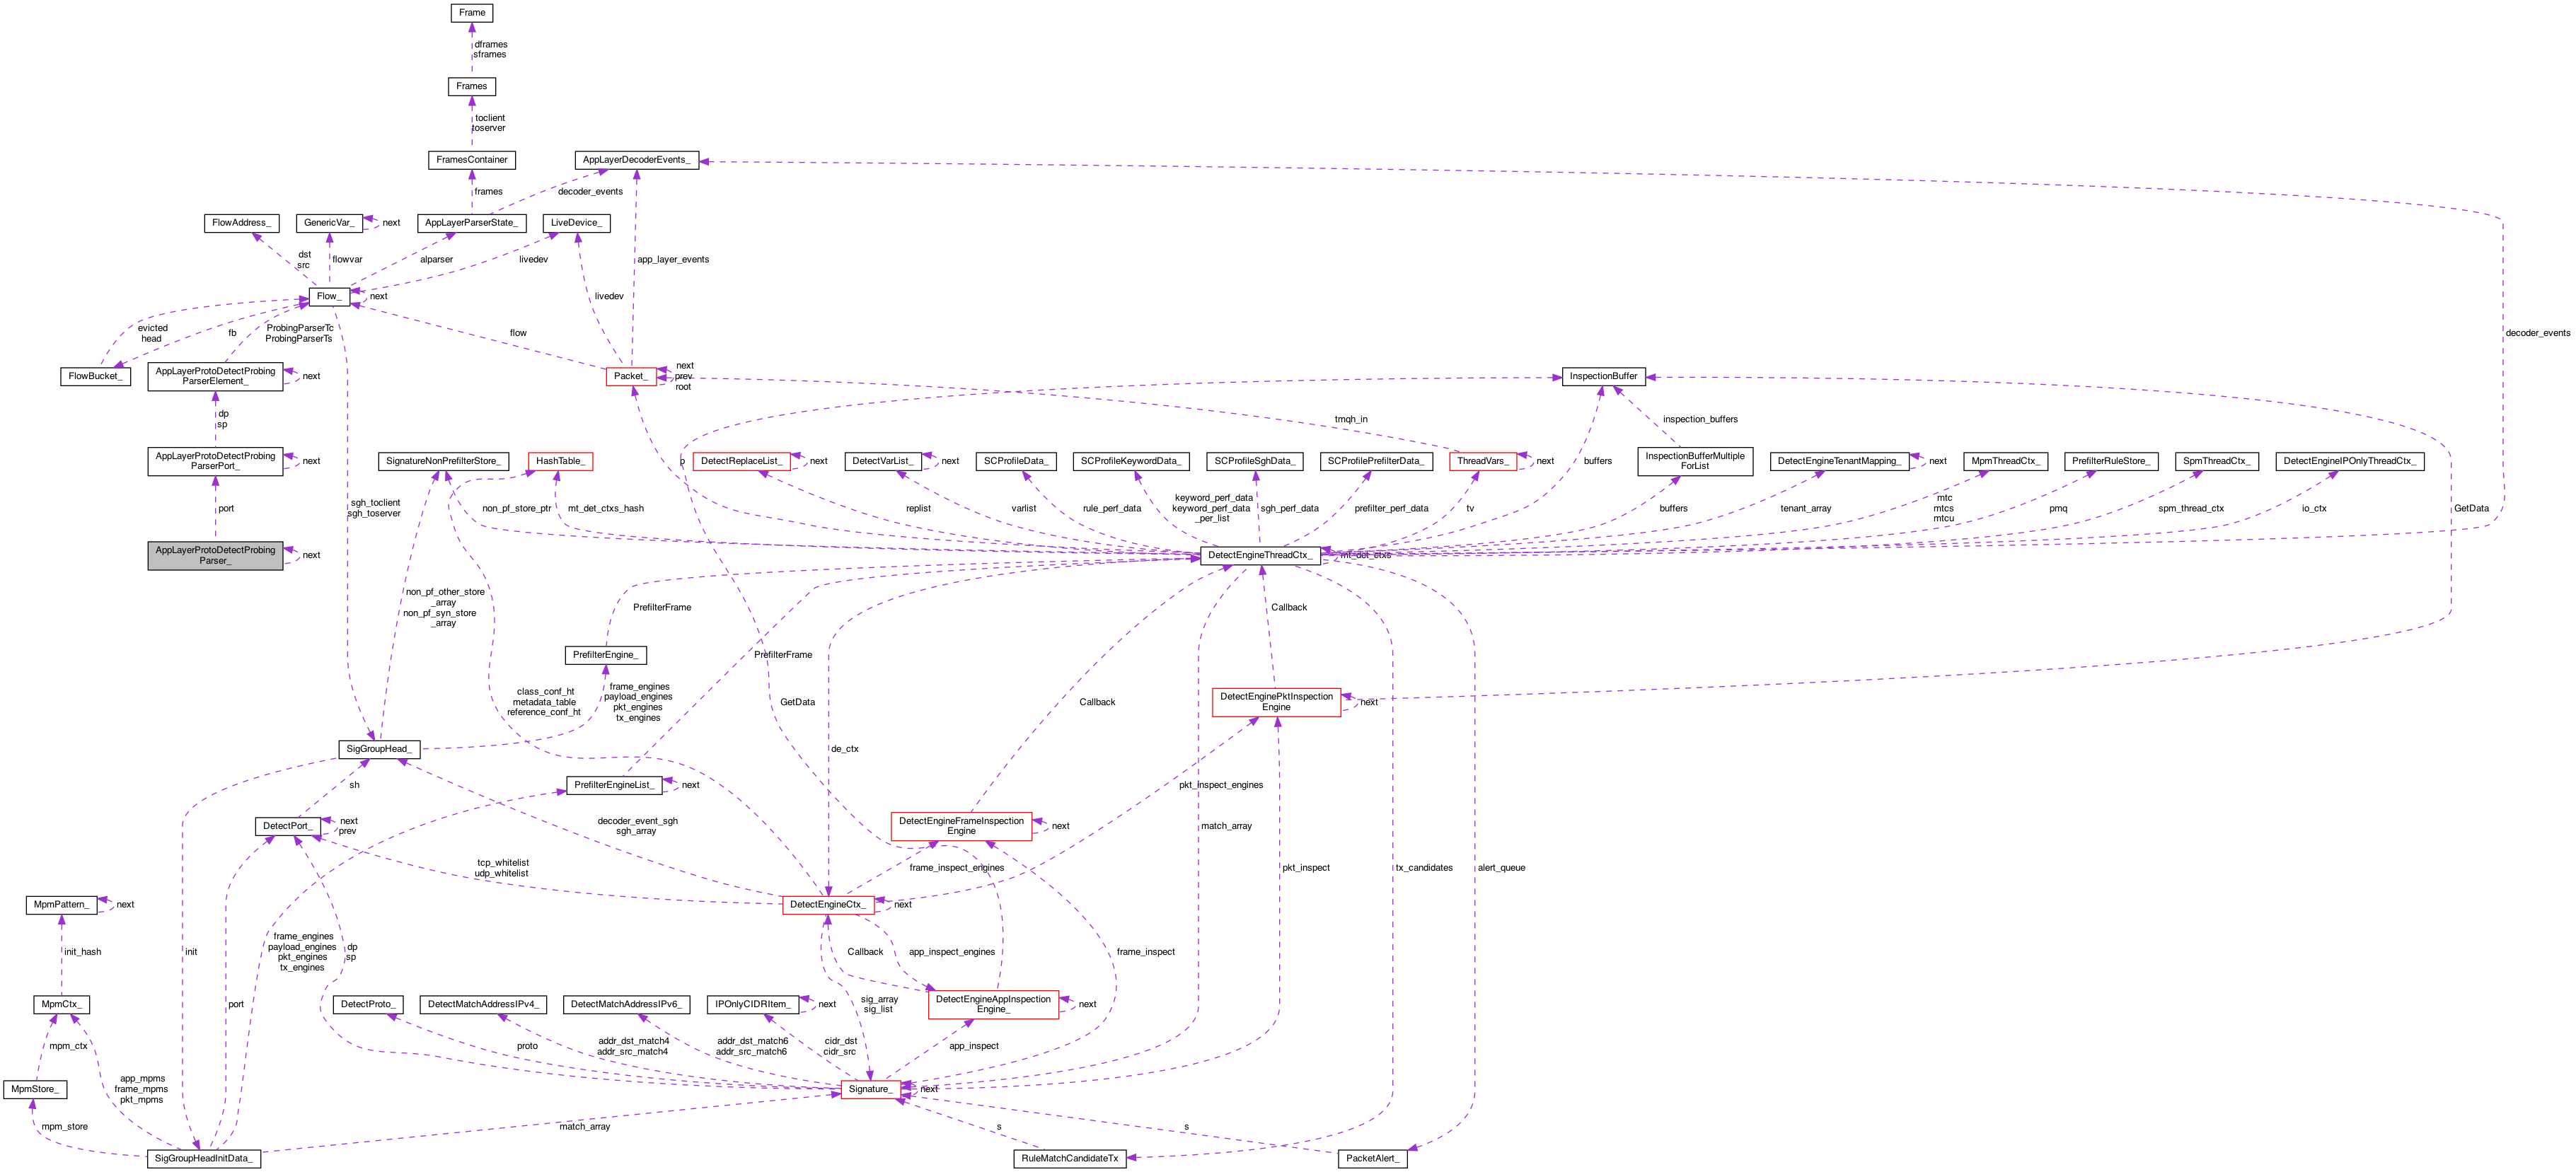 Frame
dframes
sframes
Frames
toclient
toserver
FramesContainer
AppLayerDecoderEvents_
frames
decoder_events
FlowAddress_
GenericVar_
next
AppLayerParserState_
LiveDevice_
dst
src
flowvar
alparser
livedev
app_layer_events
Flow_
next
livedev
evicted
head
fb
ProbingParserTc
ProbingParserTs
flow
decoder_events
FlowBucket_
AppLayerProtoDetectProbing
ParserElement_
next
Packet_
next
prev
root
InspectionBuffer
dp
sp
tmqh_in
inspection_buffers
AppLayerProtoDetectProbing
ParserPort_
next
SignatureNonPrefilterStore_
HashTable_
p
DetectReplaceList_
next
DetectVarList_
next
SCProfileData_
SCProfileKeywordData_
SCProfileSghData_
SCProfilePrefilterData_
ThreadVars_
next
buffers
InspectionBufferMultiple
ForList
DetectEngineTenantMapping_
next
MpmThreadCtx_
PrefilterRuleStore_
SpmThreadCtx_
DetectEngineIPOnlyThreadCtx_
port
sgh_toclient
sgh_toserver
non_pf_store_ptr
mt_det_ctxs_hash
replist
varlist
rule_perf_data
keyword_perf_data
keyword_perf_data
_per_list
sgh_perf_data
prefilter_perf_data
tv
buffers
tenant_array
mtc
mtcs
mtcu
pmq
spm_thread_ctx
io_ctx
GetData
AppLayerProtoDetectProbing
Parser_
next
DetectEngineThreadCtx_
mt_det_ctxs
non_pf_other_store
_array
non_pf_syn_store
_array
PrefilterFrame
Callback
PrefilterEngine_
PrefilterFrame
class_conf_ht
metadata_table
reference_conf_ht
frame_engines
payload_engines
pkt_engines
tx_engines
GetData
Callback
DetectEnginePktInspection
Engine
next
SigGroupHead_
de_ctx
sh
PrefilterEngineList_
next
pkt_inspect_engines
DetectPort_
next
prev
decoder_event_sgh
sgh_array
DetectEngineFrameInspection
Engine
next
match_array
tcp_whitelist
udp_whitelist
frame_inspect_engines
pkt_inspect
tx_candidates
alert_queue
MpmPattern_
next
DetectEngineCtx_
next
init_hash
init
frame_engines
payload_engines
pkt_engines
tx_engines
dp
sp
Callback
app_inspect_engines
frame_inspect
MpmCtx_
port
DetectProto_
DetectMatchAddressIPv4_
DetectMatchAddressIPv6_
IPOnlyCIDRItem_
next
sig_array
sig_list
DetectEngineAppInspection
Engine_
next
mpm_ctx
proto
addr_dst_match4
addr_src_match4
addr_dst_match6
addr_src_match6
cidr_dst
cidr_src
app_inspect
MpmStore_
app_mpms
frame_mpms
pkt_mpms
Signature_
next
mpm_store
match_array
s
s
SigGroupHeadInitData_
RuleMatchCandidateTx
PacketAlert_